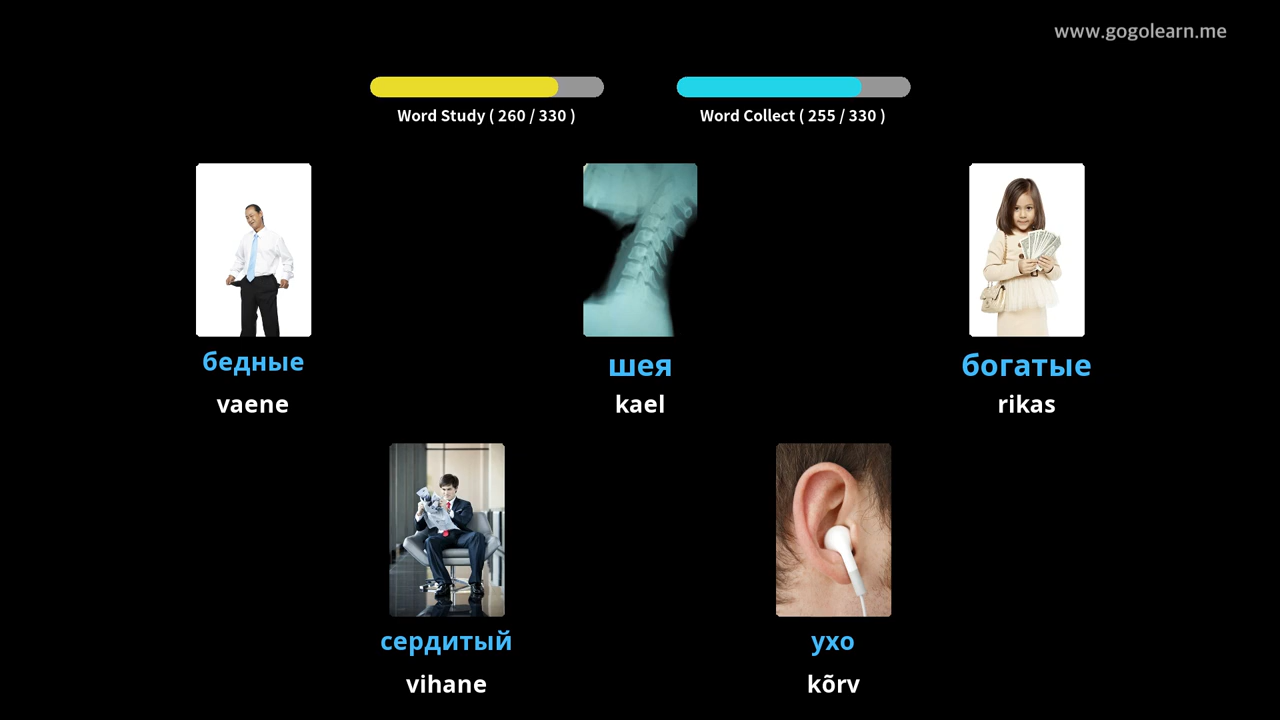 www.gogolearn.me
Word Study ( 260 / 330 )
Word Collect ( 255 / 330 )
бедные
шея
богатые
vaene
kael
rikas
сердитый
ухо
vihane
kõrv